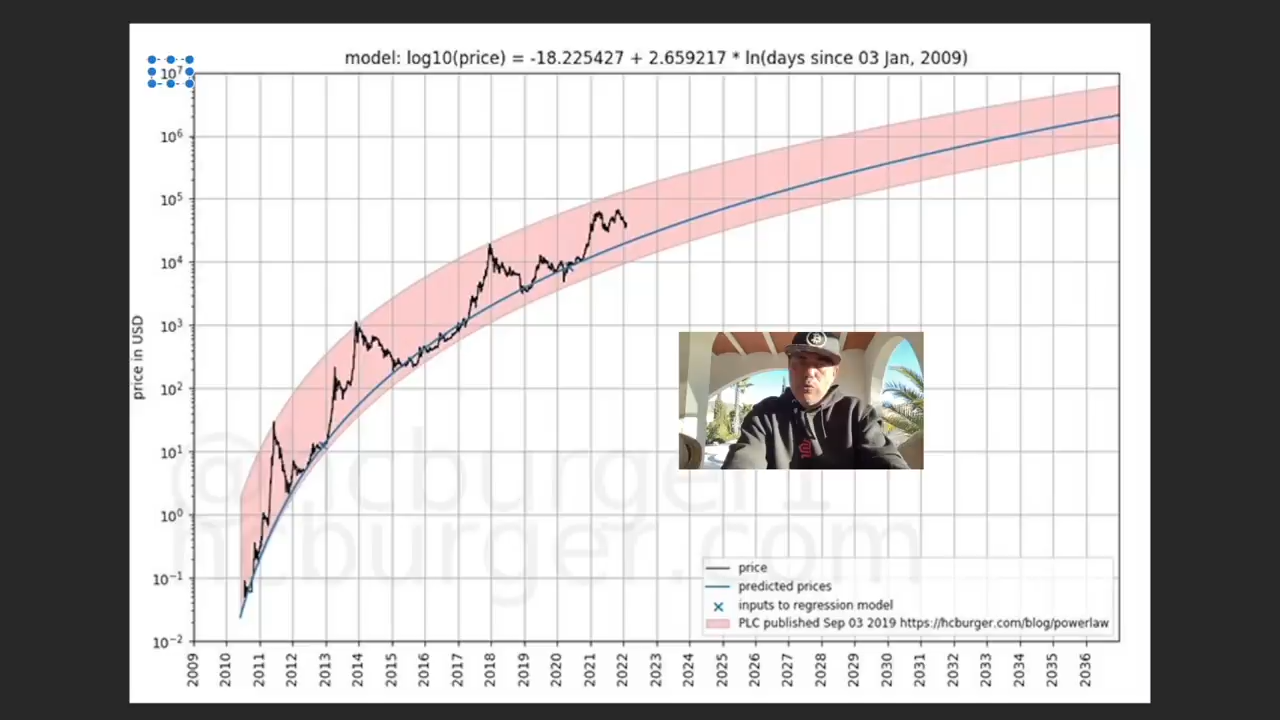 model: log10(price) = -18.225427 + 2.659217 * ln(days since 03 Jan, 2009)
10⁷
10⁶
10⁵
10⁴
10³
10²
10¹
10⁰
10⁻¹
10⁻²
price in USD
@hcburger1
hcburger.com
price
predicted prices
inputs to regression model
PLC published Sep 03 2019 https://hcburger.com/blog/powerlaw
2009 2010 2011 2012 2013 2014 2015 2016 2017 2018 2019 2020 2021 2022 2023 2024 2025 2026 2027 2028 2029 2030 2031 2032 2033 2034 2035 2036